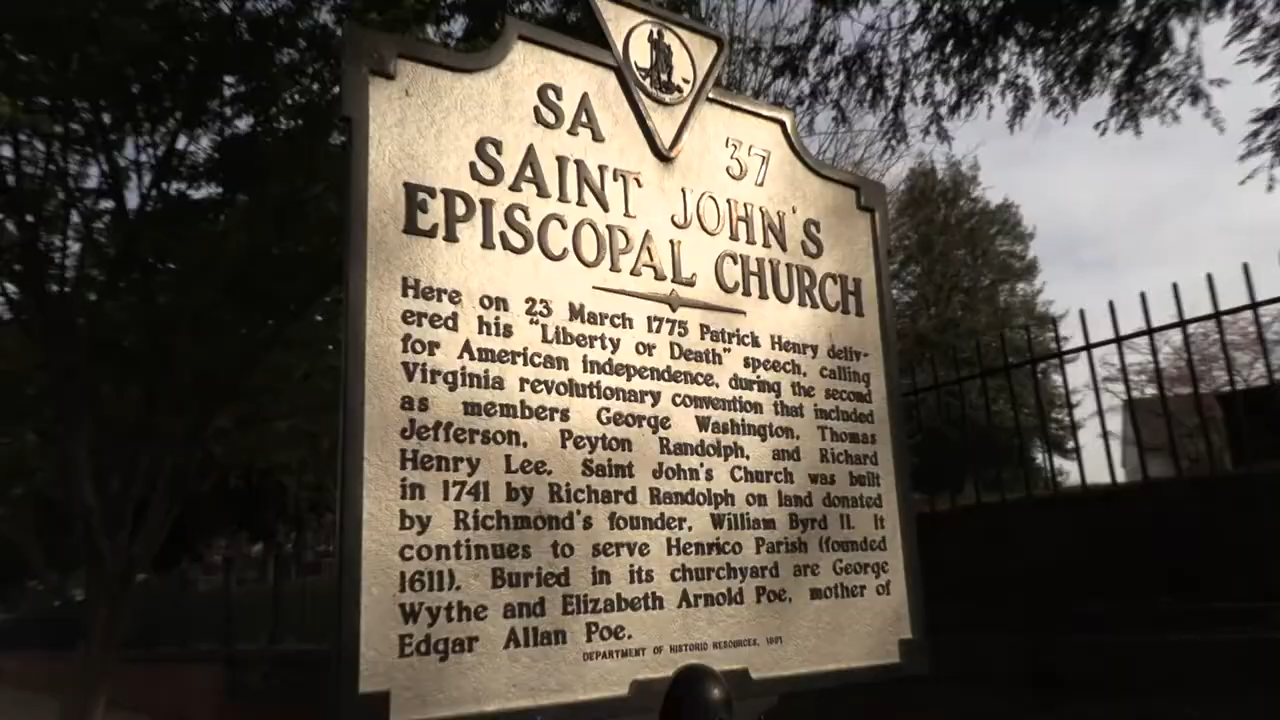 SA 37
SAINT JOHN'S
EPISCOPAL CHURCH
Here on 23 March 1775 Patrick Henry deliv-
ered his "Liberty or Death" speech, calling
for American independence, during the second
Virginia revolutionary convention that included
as members George Washington, Thomas
Jefferson, Peyton Randolph, and Richard
Henry Lee. Saint John's Church was built
in 1741 by Richard Randolph on land donated
by Richmond's founder, William Byrd II. It
continues to serve Henrico Parish (founded
1611). Buried in its churchyard are George
Wythe and Elizabeth Arnold Poe, mother of
Edgar Allan Poe.
DEPARTMENT OF HISTORIC RESOURCES, 1991